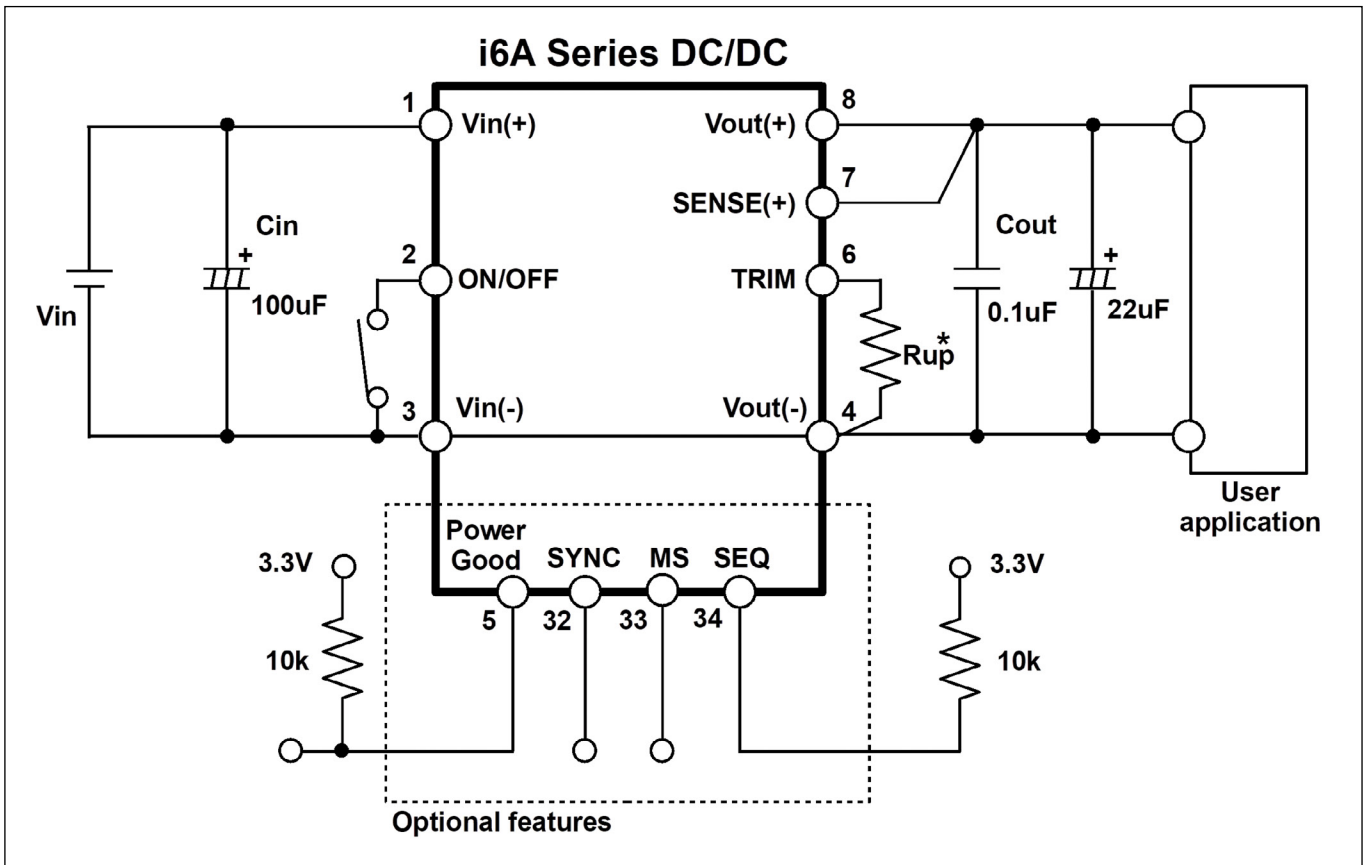 i6A Series DC/DC
1
Vin(+)
Vout(+)
8
7
SENSE(+)
Cin
+
100uF
2
ON/OFF
TRIM
6
Cout
0.1uF
+
22uF
Vin
Rup*
3
Vin(-)
Vout(-)
4
User
application
Power
Good
SYNC
MS
SEQ
3.3V
3.3V
5
32
33
34
10k
10k
Optional features